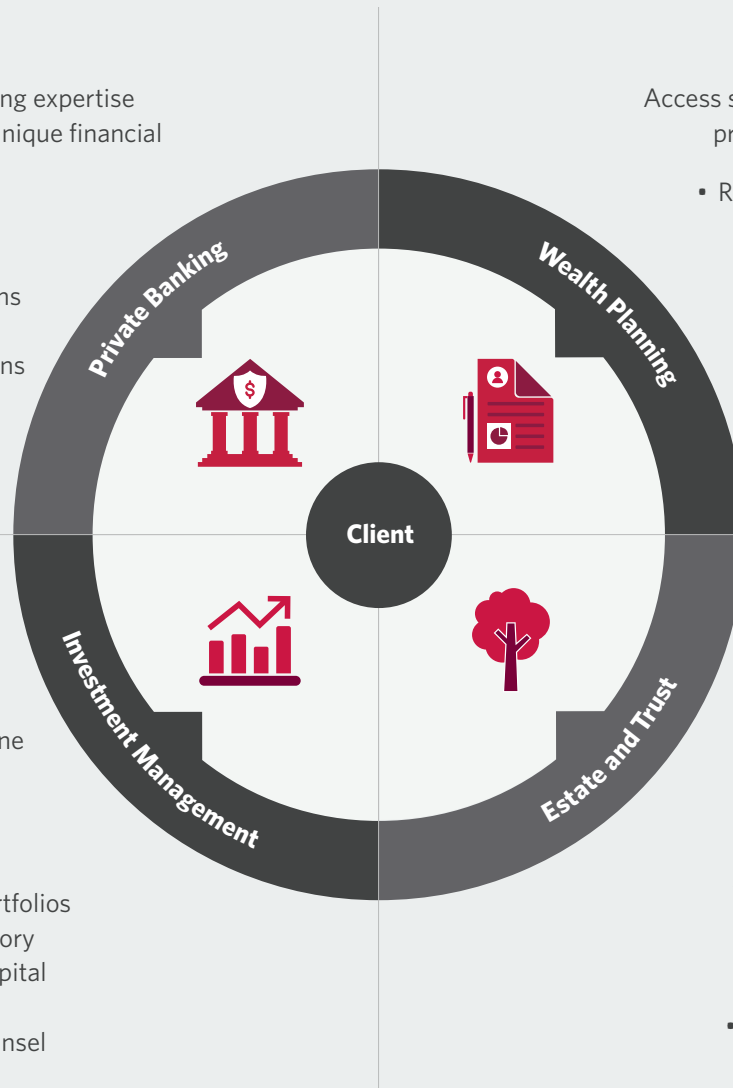 ng expertise
nique financial
ns
ns
Private Banking
Access s
pr
• R
Wealth Planning
$
Client
Investment Management
ne
rtfolios
ory
pital
nsel
Estate and Trust
•